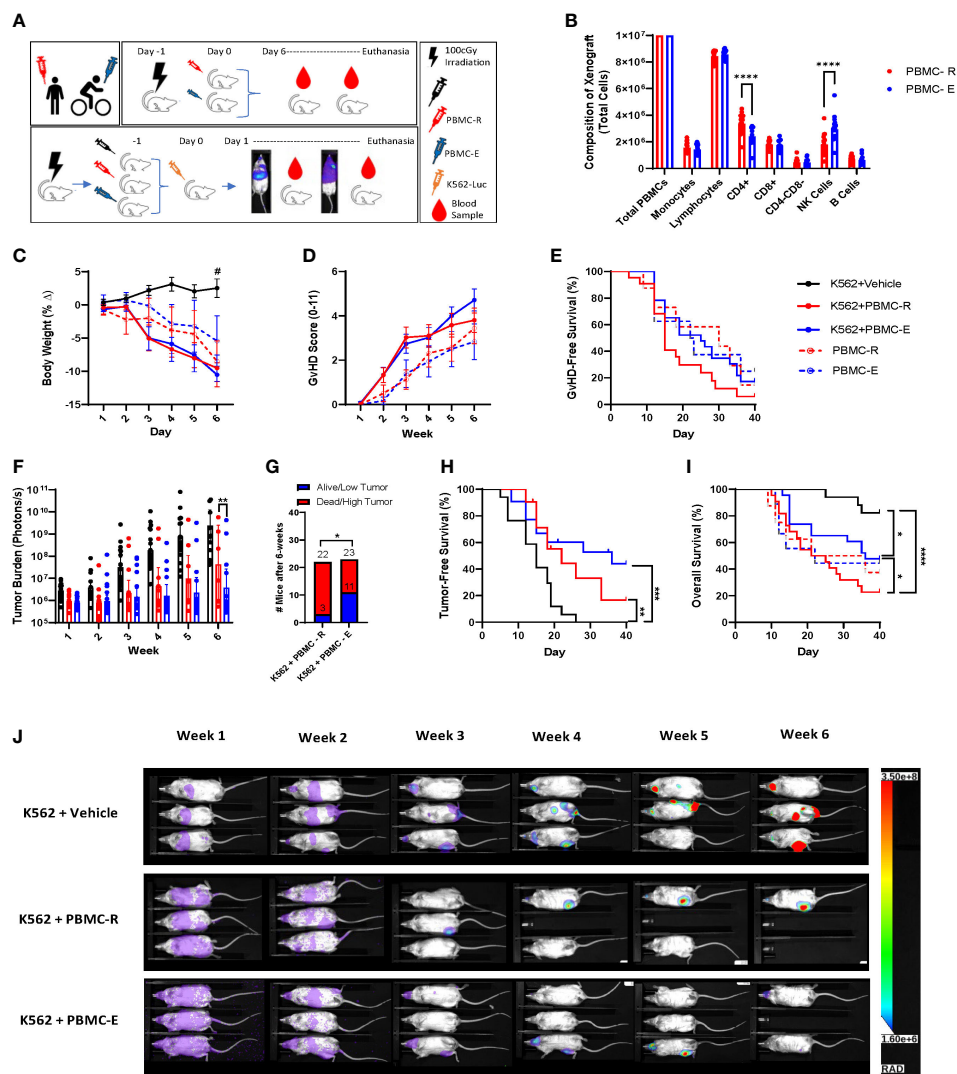 A
Day -1
Day 0
Day 6----------------------
Euthanasia
-1
Day 0
Day 1
Euthanasia
100cGy
Irradiation
PBMC-R
PBMC-E
K562-Luc
Blood
Sample
B
Composition of Xenograft
(Total Cells)
1×10⁷
8×10⁶
6×10⁶
4×10⁶
2×10⁶
0
****
****
PBMC- R
PBMC- E
Total PBMCs
Monocytes
Lymphocytes
CD4+
CD8+
CD4-CD8-
NK Cells
B Cells
C
Body Weight (% Δ)
5
0
-5
-10
-15
#
1 2 3 4 5 6
Day
D
GvHD Score (0-11)
6
4
2
0
1 2 3 4 5 6
Week
E
GvHD-Free Survival (%)
100
80
60
40
20
0
0 10 20 30 40
Day
K562+Vehicle
K562+PBMC-R
K562+PBMC-E
PBMC-R
PBMC-E
F
Tumor Burden (Photons/s)
10¹¹
10¹⁰
10⁹
10⁸
10⁷
10⁶
10⁵
**
1 2 3 4 5 6
Week
G
Alive/Low Tumor
Dead/High Tumor
# Mice after 6-weeks
40
20
0
*
22
23
3
11
K562 + PBMC - R
K562 + PBMC - E
H
Tumor-Free Survival (%)
100
80
60
40
20
0
0 10 20 30 40
Day
***
**
I
Overall Survival (%)
100
80
60
40
20
0
0 10 20 30 40
Day
*
*
****
J
Week 1
Week 2
Week 3
Week 4
Week 5
Week 6
K562 + Vehicle
K562 + PBMC-R
K562 + PBMC-E
3.50e+8
1.60e+6
RAD